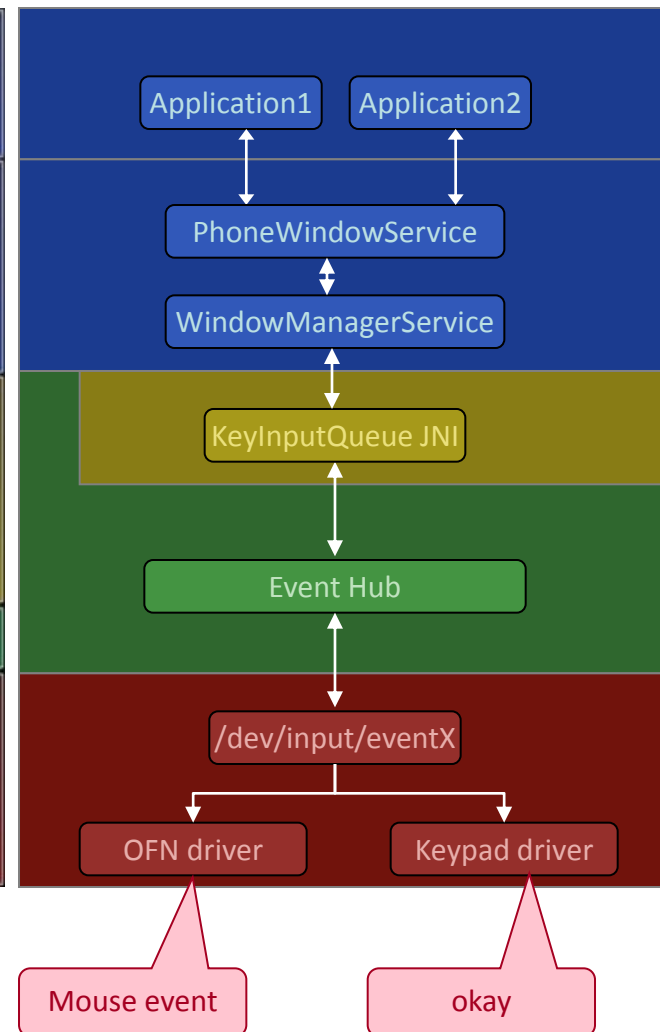 Application1
Application2
PhoneWindowService
WindowManagerService
KeyInputQueue JNI
Event Hub
/dev/input/eventX
OFN driver
Keypad driver
Mouse event
okay